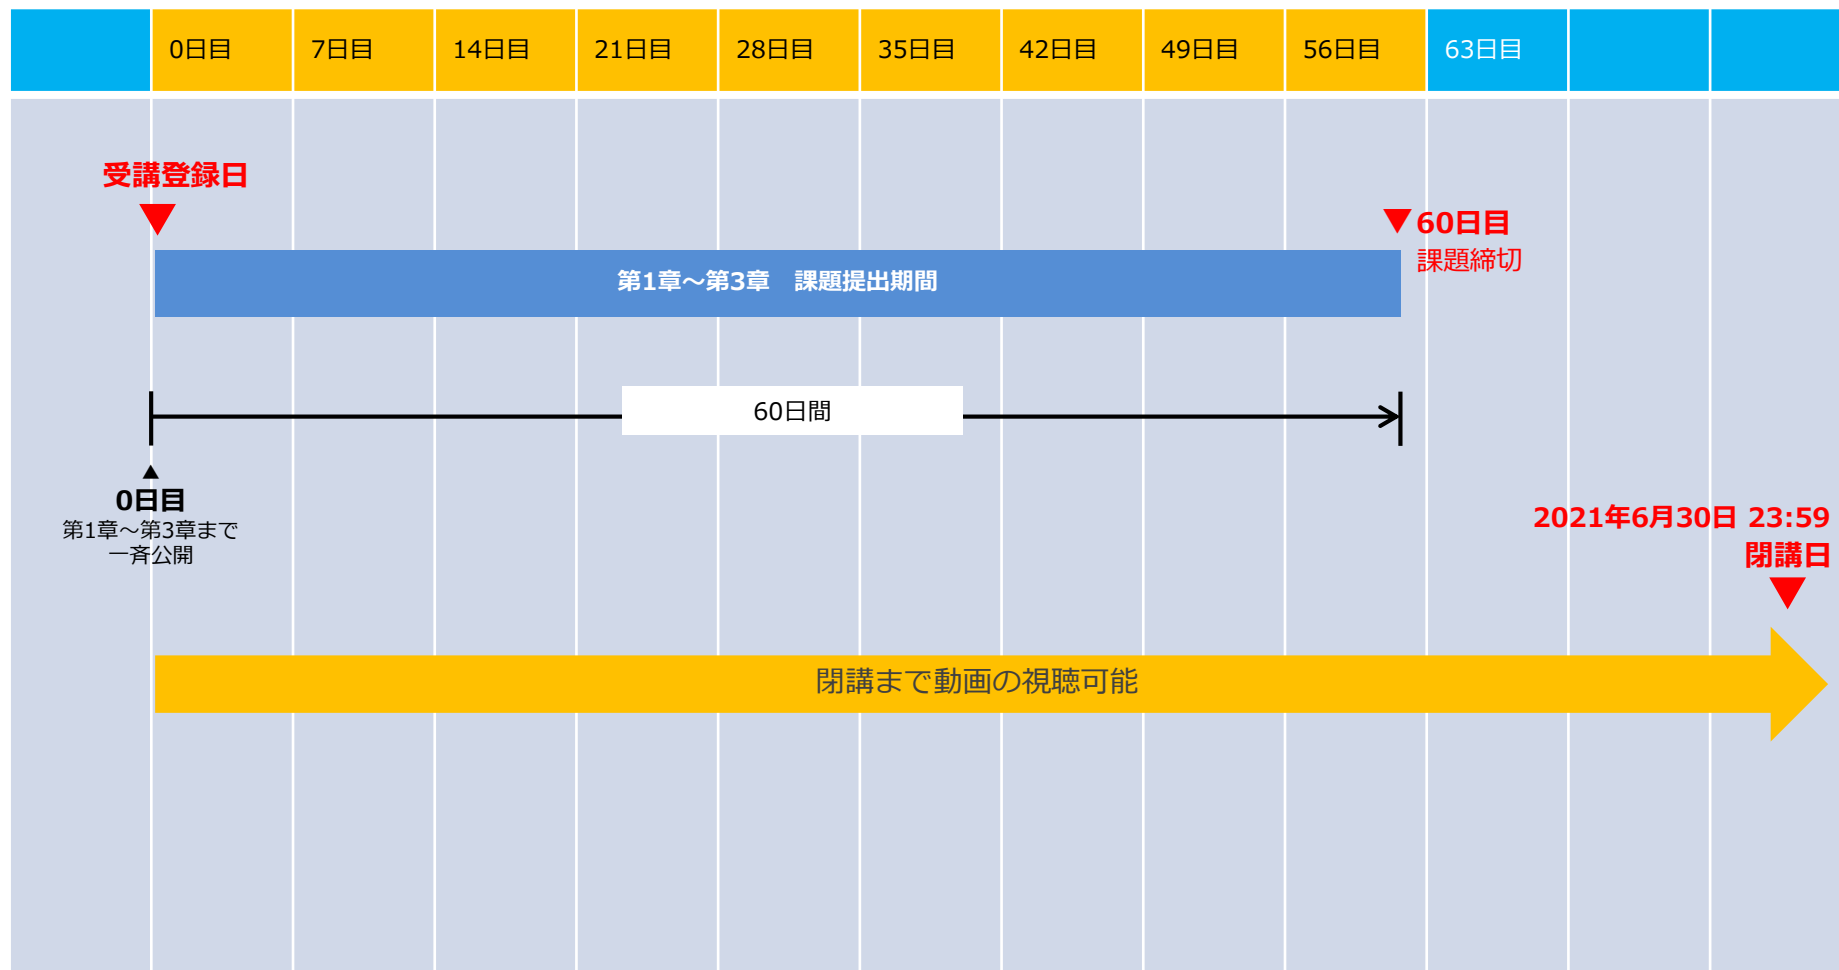 0日目
7日目
14日目
21日目
28日目
35日目
42日目
49日目
56日目
63日目
受講登録日
60日目
課題締切
第1章～第3章　課題提出期間
60日間
0日目
第1章～第3章まで
一斉公開
2021年6月30日 23:59
閉講日
閉講まで動画の視聴可能